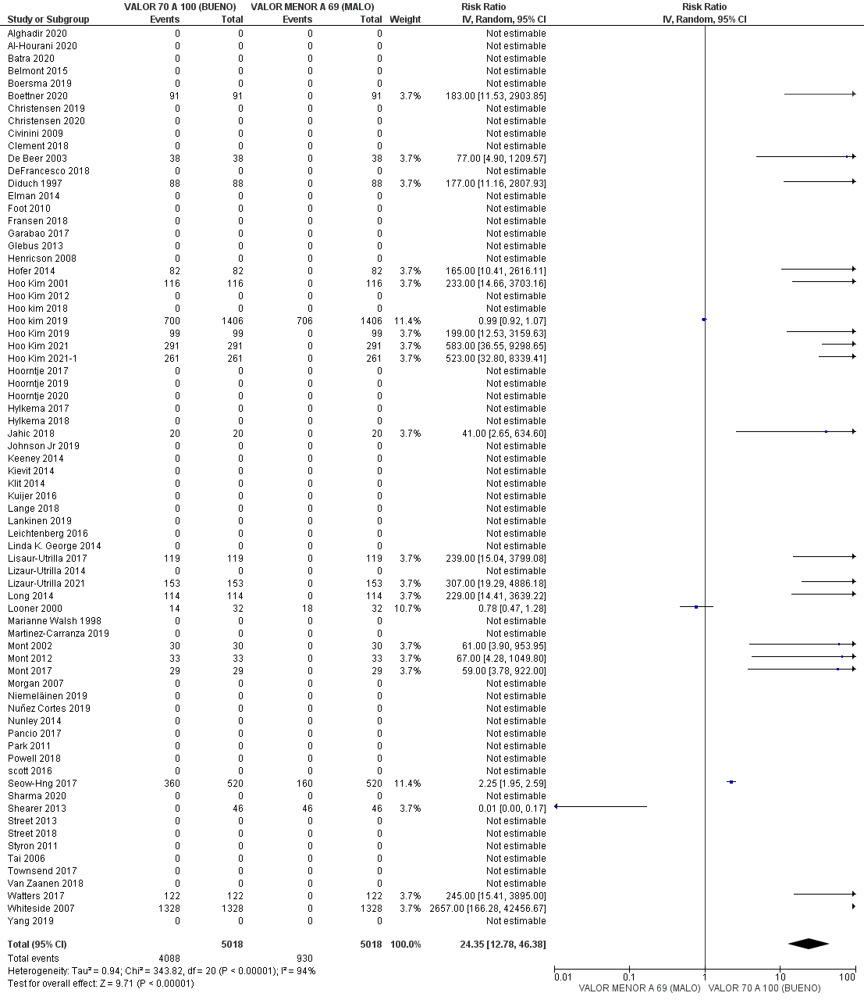 VALOR 70 A 100 (BUENO) VALOR MENOR A 69 (MALO) Risk Ratio Risk Ratio
Study or Subgroup Events Total Events Total Weight IV, Random, 95% CI IV, Random, 95% CI
Alghadir 2020 0 0 0 0 Not estimable
Al-Hourani 2020 0 0 0 0 Not estimable
Batra 2020 0 0 0 0 Not estimable
Belmont 2015 0 0 0 0 Not estimable
Boersma 2019 0 0 0 0 Not estimable
Boettner 2020 91 91 0 91 3.7% 183.00 [11.53, 2903.85]
Christensen 2019 0 0 0 0 Not estimable
Christensen 2020 0 0 0 0 Not estimable
Civinini 2009 0 0 0 0 Not estimable
Clement 2018 0 0 0 0 Not estimable
De Beer 2003 38 38 0 38 3.7% 77.00 [4.90, 1209.57]
DeFrancesco 2018 0 0 0 0 Not estimable
Diduch 1997 88 88 0 88 3.7% 177.00 [11.16, 2807.93]
Elman 2014 0 0 0 0 Not estimable
Foot 2010 0 0 0 0 Not estimable
Fransen 2018 0 0 0 0 Not estimable
Garabao 2017 0 0 0 0 Not estimable
Glebus 2013 0 0 0 0 Not estimable
Henricson 2008 0 0 0 0 Not estimable
Hofer 2014 82 82 0 82 3.7% 165.00 [10.41, 2616.11]
Hoo Kim 2001 116 116 0 116 3.7% 233.00 [14.66, 3703.16]
Hoo Kim 2012 0 0 0 0 Not estimable
Hoo kim 2018 0 0 0 0 Not estimable
Hoo kim 2019 700 1406 706 1406 11.4% 0.99 [0.92, 1.07]
Hoo Kim 2019 99 99 0 99 3.7% 199.00 [12.53, 3159.63]
Hoo Kim 2021 291 291 0 291 3.7% 583.00 [36.55, 9298.65]
Hoo Kim 2021-1 261 261 0 261 3.7% 523.00 [32.80, 8339.41]
Hoorntje 2017 0 0 0 0 Not estimable
Hoorntje 2019 0 0 0 0 Not estimable
Hoorntje 2020 0 0 0 0 Not estimable
Hylkema 2017 0 0 0 0 Not estimable
Hylkema 2018 0 0 0 0 Not estimable
Jahic 2018 20 20 0 20 3.7% 41.00 [2.65, 634.60]
Johnson Jr 2019 0 0 0 0 Not estimable
Keeney 2014 0 0 0 0 Not estimable
Kievit 2014 0 0 0 0 Not estimable
Klit 2014 0 0 0 0 Not estimable
Kuijer 2016 0 0 0 0 Not estimable
Lange 2018 0 0 0 0 Not estimable
Lankinen 2019 0 0 0 0 Not estimable
Leichtenberg 2016 0 0 0 0 Not estimable
Linda K. George 2014 0 0 0 0 Not estimable
Lisaur-Utrilla 2017 119 119 0 119 3.7% 239.00 [15.04, 3799.08]
Lizaur-Utrilla 2014 0 0 0 0 Not estimable
Lizaur-Utrilla 2021 153 153 0 153 3.7% 307.00 [19.29, 4886.18]
Long 2014 114 114 0 114 3.7% 229.00 [14.41, 3639.22]
Looner 2000 14 32 18 32 10.7% 0.78 [0.47, 1.28]
Marianne Walsh 1998 0 0 0 0 Not estimable
Martinez-Carranza 2019 0 0 0 0 Not estimable
Mont 2002 30 30 0 30 3.7% 61.00 [3.90, 953.95]
Mont 2012 33 33 0 33 3.7% 67.00 [4.28, 1049.80]
Mont 2017 29 29 0 29 3.7% 59.00 [3.78, 922.00]
Morgan 2007 0 0 0 0 Not estimable
Niemeläinen 2019 0 0 0 0 Not estimable
Nuñez Cortes 2019 0 0 0 0 Not estimable
Nunley 2014 0 0 0 0 Not estimable
Pancio 2017 0 0 0 0 Not estimable
Park 2011 0 0 0 0 Not estimable
Powell 2018 0 0 0 0 Not estimable
scott 2016 0 0 0 0 Not estimable
Seow-Hng 2017 360 520 160 520 11.4% 2.25 [1.95, 2.59]
Sharma 2020 0 0 0 0 Not estimable
Shearer 2013 0 46 46 46 3.7% 0.01 [0.00, 0.17]
Street 2013 0 0 0 0 Not estimable
Street 2018 0 0 0 0 Not estimable
Styron 2011 0 0 0 0 Not estimable
Tai 2006 0 0 0 0 Not estimable
Townsend 2017 0 0 0 0 Not estimable
Van Zaanen 2018 0 0 0 0 Not estimable
Watters 2017 122 122 0 122 3.7% 245.00 [15.41, 3895.00]
Whiteside 2007 1328 1328 0 1328 3.7% 2657.00 [166.28, 42456.67]
Yang 2019 0 0 0 0 Not estimable
Total (95% CI) 5018 5018 100.0% 24.35 [12.78, 46.38]
Total events 4088 930
Heterogeneity: Tau² = 0.94; Chi² = 343.82, df = 20 (P < 0.00001); I² = 94%
Test for overall effect: Z = 9.71 (P < 0.00001)
0.01 0.1 1 10 100
VALOR MENOR A 69 (MALO) VALOR 70 A 100 (BUENO)